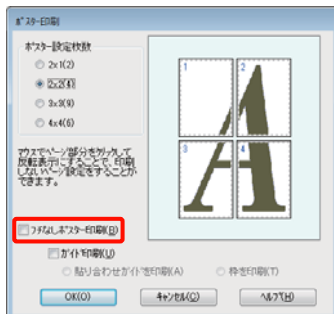 ポスター印刷
ポスター設定枚数
2x1(2)
2x2(4)
3x3(9)
4x4(6)
1
2
マウスでページ部分をクリックして
反転表示にすることで、印刷
しないページ設定をすることが
できます。
3
4
フチなしポスター印刷(B)
ガイド印刷(U)
貼り合わせガイドを印刷(A)
枠を印刷(T)
OK(O)
キャンセル(C)
ヘルプ(H)